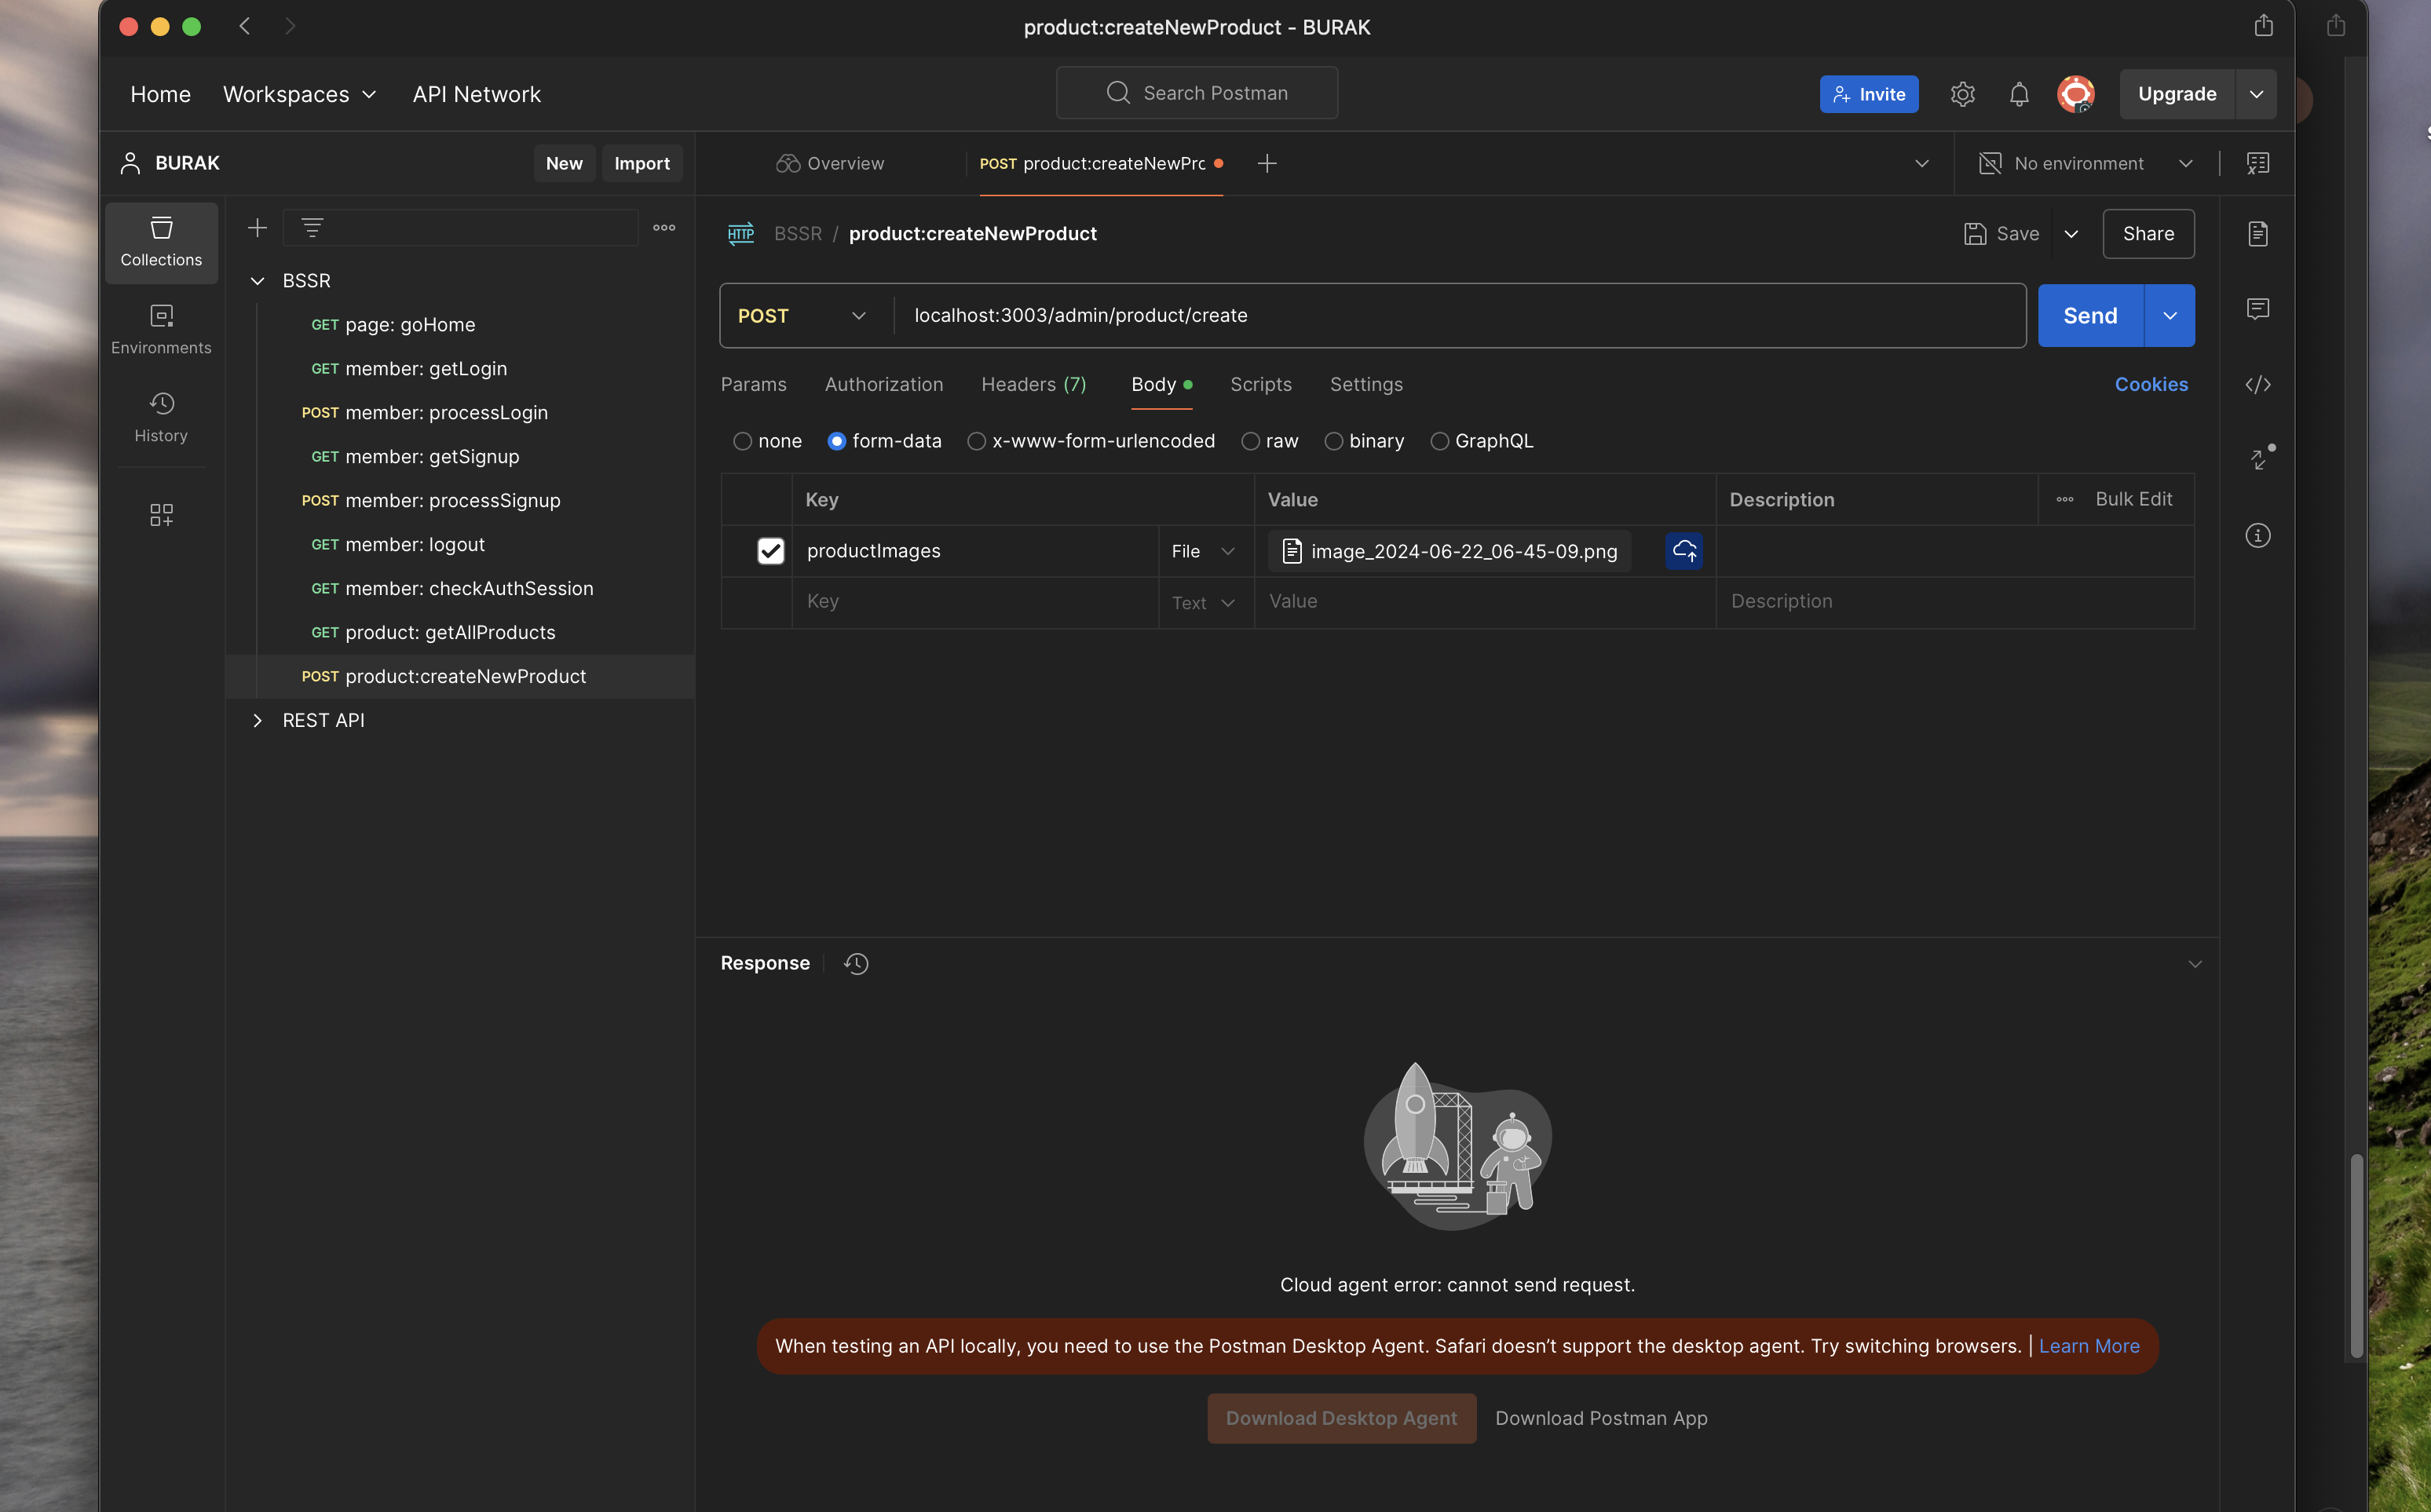 product:createNewProduct - BURAK
Home Workspaces API Network
Search Postman
Invite
Upgrade
BURAK
New Import
Overview
POST product:createNewPrc
No environment
Collections
Environments
History
BSSR
GET page: goHome
GET member: getLogin
POST member: processLogin
GET member: getSignup
POST member: processSignup
GET member: logout
GET member: checkAuthSession
GET product: getAllProducts
POST product:createNewProduct
REST API
HTTP BSSR / product:createNewProduct
Save Share
POST localhost:3003/admin/product/create
Send
Params Authorization Headers (7) Body Scripts Settings Cookies
none form-data x-www-form-urlencoded raw binary GraphQL
Key Value Description Bulk Edit
productImages File image_2024-06-22_06-45-09.png
Key Text Value Description
Response
Cloud agent error: cannot send request.
When testing an API locally, you need to use the Postman Desktop Agent. Safari doesn’t support the desktop agent. Try switching browsers. | Learn More
Download Desktop Agent Download Postman App